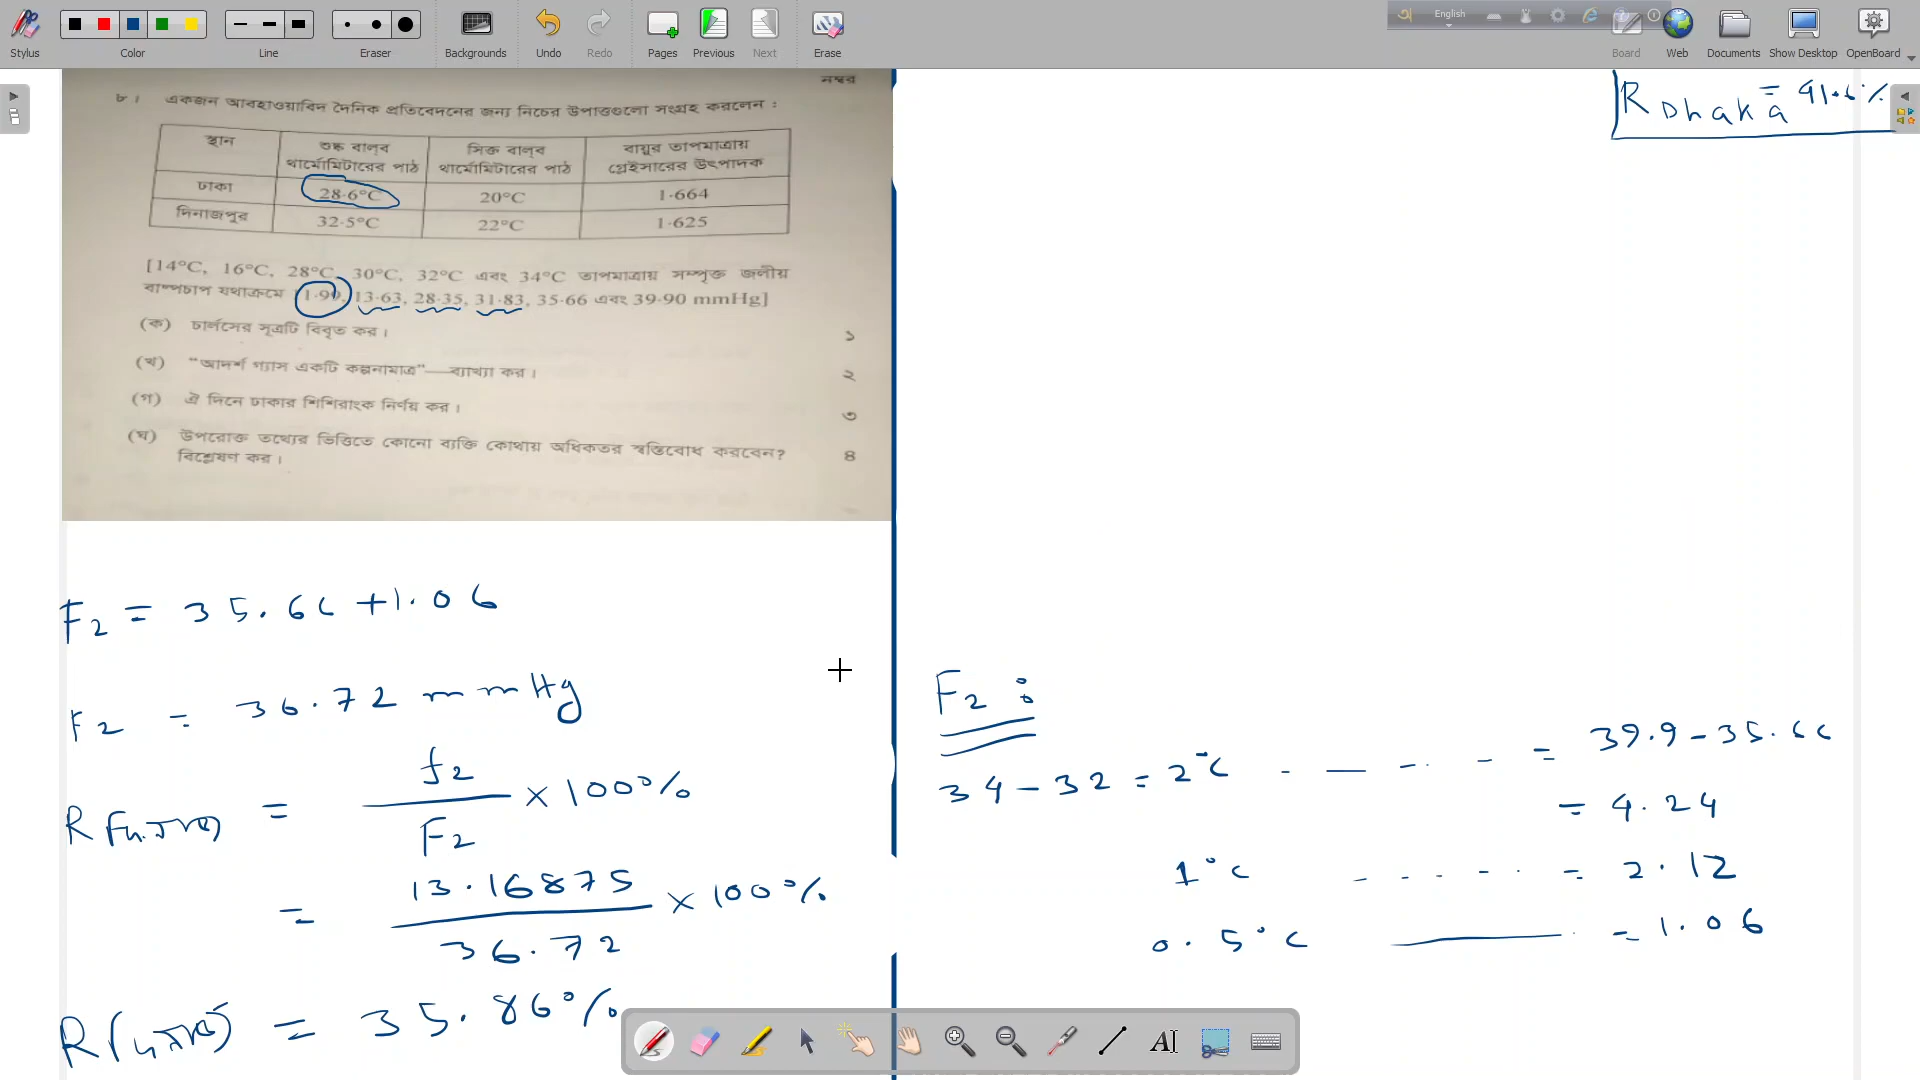 Stylus
Color
Line
Eraser
Backgrounds
Undo
Redo
Pages
Previous
Next
Erase
English
Board
Web
Documents
Show Desktop
OpenBoard
নম্বর
৮। একজন আবহাওয়াবিদ দৈনিক প্রতিবেদনের জন্য নিচের উপাত্তগুলো সংগ্রহ করলেন :
স্থান
শুষ্ক বাল্ব থার্মোমিটারের পাঠ
সিক্ত বাল্ব থার্মোমিটারের পাঠ
বায়ুর তাপমাত্রায় গ্লেইসারের উৎপাদক
ঢাকা 28·6°C 20°C 1·664
দিনাজপুর 32·5°C 22°C 1·625
[14°C, 16°C, 28°C, 30°C, 32°C এবং 34°C তাপমাত্রায় সম্পৃক্ত জলীয়
বাষ্পচাপ যথাক্রমে 13·63, 28·35, 31·83, 35·66 এবং 39·90 mmHg]
(ক) চার্লসের সূত্রটি বিবৃত কর। ১
(খ) "আদর্শ গ্যাস একটি কল্পনামাত্র"—ব্যাখ্যা কর। ২
(গ) ঐ দিনে ঢাকার শিশিরাংক নির্ণয় কর। ৩
(ঘ) উপরোক্ত তথ্যের ভিত্তিতে কোনো ব্যক্তি কোথায় অধিকতর স্বস্তিবোধ করবেন?
বিশ্লেষণ কর। ৪
F2 = 35.66 +1.06
F2 = 36.72 mmHg
= f2 / F2 × 100%
= 13.16875 / 36.72 × 100%
= 35.86%
R Dhaka =
F2 :
34 - 32 = 2°C = 39.9 - 35.66
= 4.24
1°C = 2.12
0.5°C = 1.06